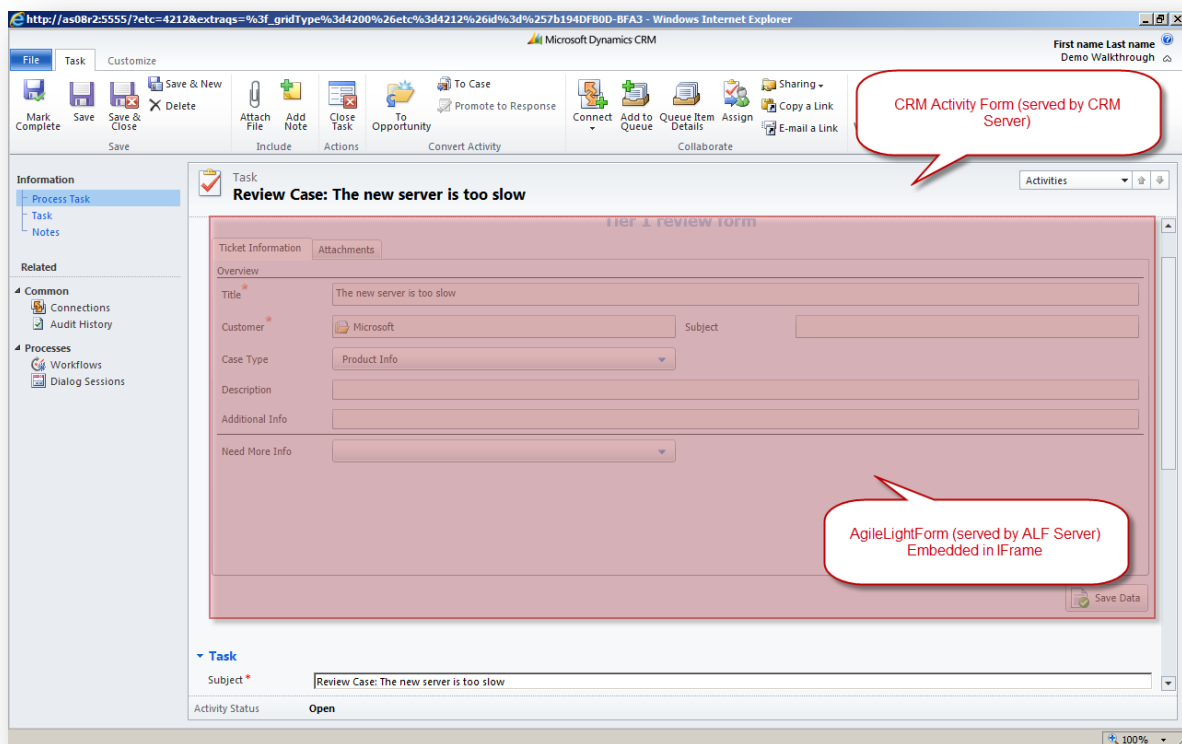 http://as08r2:5555/?etc=4212&extraqs=%3f_gridType%3d4200%26etc%3d4212%26id%3d%257b194DFB0D-BFA3 - Windows Internet Explorer
Microsoft Dynamics CRM
First name Last name
Demo Walkthrough
File
Task
Customize
Mark Complete
Save
Save & Close
Save & New
Delete
Save
Attach File
Add Note
Include
Close Task
Actions
To Opportunity
To Case
Promote to Response
Convert Activity
Connect
Add to Queue
Queue Item Details
Assign
Sharing
Copy a Link
E-mail a Link
Collaborate
CRM Activity Form (served by CRM
Server)
Information
Process Task
Task
Notes
Related
Common
Connections
Audit History
Processes
Workflows
Dialog Sessions
Task
Review Case: The new server is too slow
Activities
Tier 1 review form
Ticket Information
Attachments
Overview
Title*
The new server is too slow
Customer*
Microsoft
Subject
Case Type
Product Info
Description
Additional Info
Need More Info
AgileLightForm (served by ALF Server)
Embedded in IFrame
Save Data
Task
Subject*
Review Case: The new server is too slow
Activity Status
Open
100%